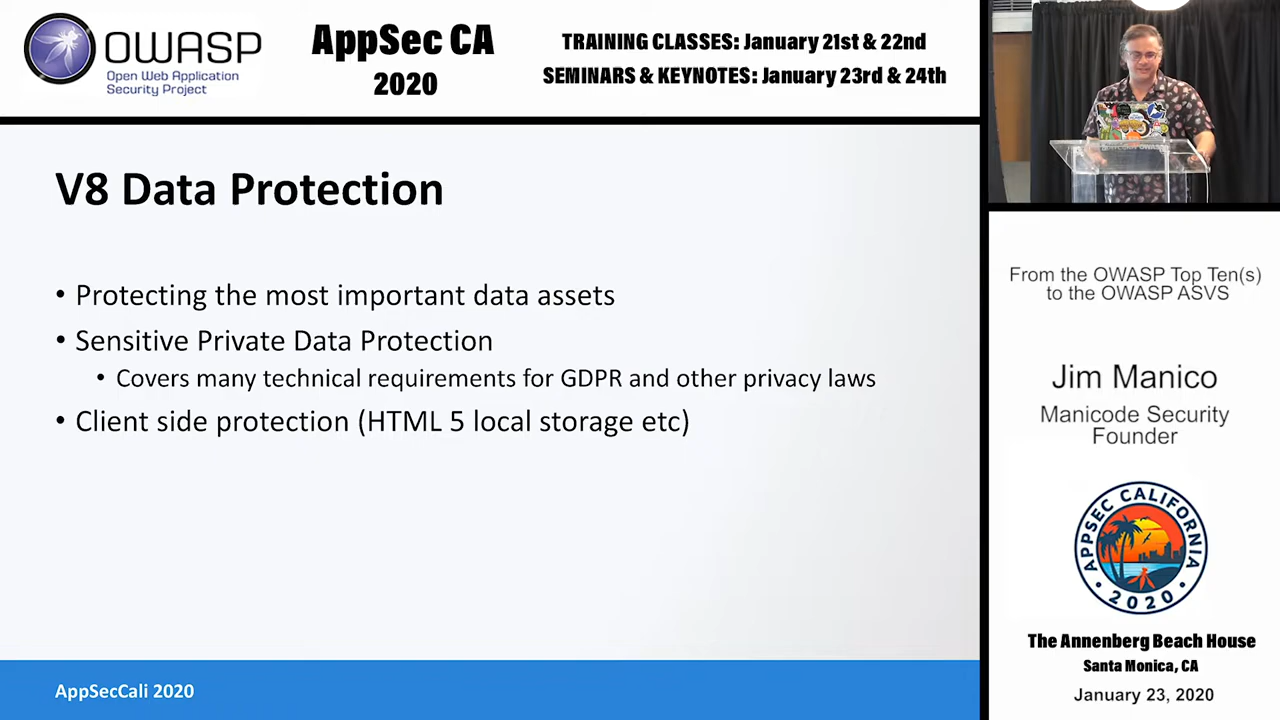 OWASP
Open Web Application
Security Project
AppSec CA
2020
TRAINING CLASSES: January 21st & 22nd
SEMINARS & KEYNOTES: January 23rd & 24th
V8 Data Protection
• Protecting the most important data assets
• Sensitive Private Data Protection
• Covers many technical requirements for GDPR and other privacy laws
• Client side protection (HTML 5 local storage etc)
AppSecCali 2020
From the OWASP Top Ten(s)
to the OWASP ASVS
Jim Manico
Manicode Security
Founder
APPSEC CALIFORNIA
2020
The Annenberg Beach House
Santa Monica, CA
January 23, 2020